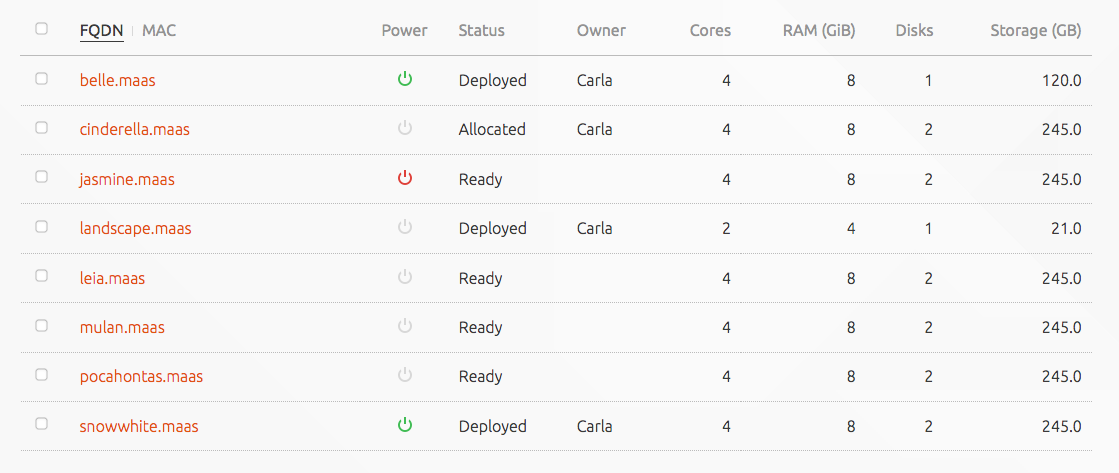 FQDN | MAC Power Status Owner Cores RAM (GiB) Disks Storage (GB)
belle.maas Deployed Carla 4 8 1 120.0
cinderella.maas Allocated Carla 4 8 2 245.0
jasmine.maas Ready 4 8 2 245.0
landscape.maas Deployed Carla 2 4 1 21.0
leia.maas Ready 4 8 2 245.0
mulan.maas Ready 4 8 2 245.0
pocahontas.maas Ready 4 8 2 245.0
snowwhite.maas Deployed Carla 4 8 2 245.0